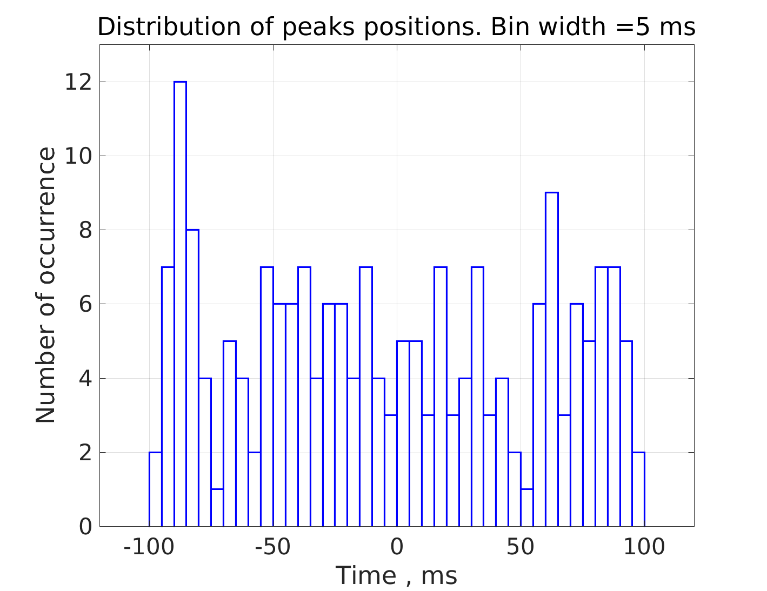 Distribution of peaks positions. Bin width =5 ms
Number of occurrence
12
10
8
6
4
2
0
-100 -50 0 50 100
Time , ms